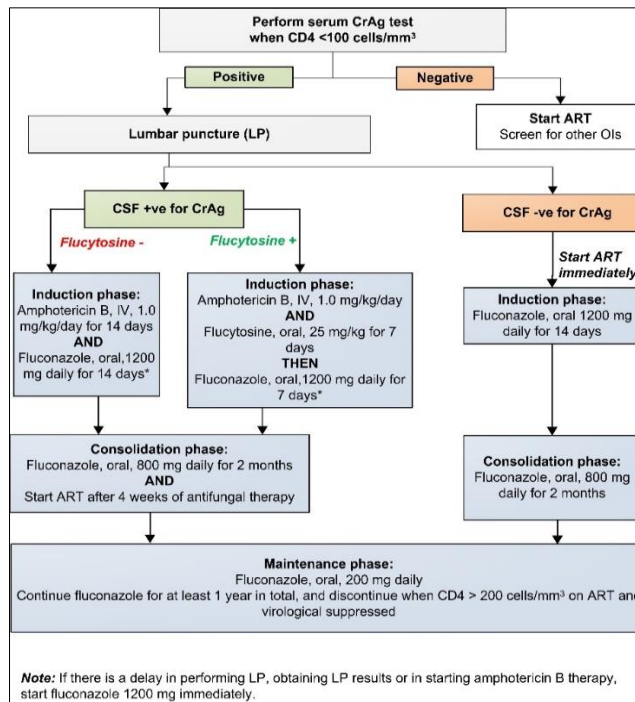 Perform serum CrAg test
when CD4 <100 cells/mm³
Positive
Negative
Start ART
Screen for other OIs
Lumbar puncture (LP)
CSF +ve for CrAg
CSF -ve for CrAg
Flucytosine -
Flucytosine +
Start ART
immediately
Induction phase:
Amphotericin B, IV, 1.0
mg/kg/day for 14 days
AND
Fluconazole, oral,1200
mg daily for 14 days*
Induction phase:
Amphotericin B, IV, 1.0 mg/kg/day
AND
Flucytosine, oral, 25 mg/kg for 7
days
THEN
Fluconazole, oral,1200 mg daily for
7 days*
Induction phase:
Fluconazole, oral 1200 mg
daily for 14 days
Consolidation phase:
Fluconazole, oral, 800 mg daily for 2 months
AND
Start ART after 4 weeks of antifungal therapy
Consolidation phase:
Fluconazole, oral, 800 mg
daily for 2 months
Maintenance phase:
Fluconazole, oral, 200 mg daily
Continue fluconazole for at least 1 year in total, and discontinue when CD4 > 200 cells/mm³ on ART and
virological suppressed
Note: If there is a delay in performing LP, obtaining LP results or in starting amphotericin B therapy,
start fluconazole 1200 mg immediately.